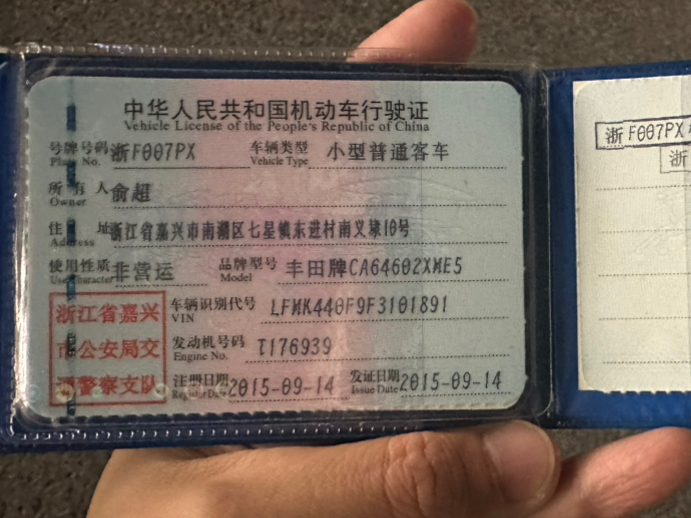 中华人民共和国机动车行驶证
Vehicle License of the People's Republic of China
号牌号码 浙F007PX 车辆类型 小型普通客车
Plate No. Vehicle Type
所有人 俞超
Owner
住址 浙江省嘉兴市南湖区七星镇东进村南义埭10号
Address
使用性质 非营运 品牌型号 丰田牌CA64602XME5
Use Character Model
浙江省嘉兴
市公安局交
通警察支队
车辆识别代号 LFMK440F9F3101891
VIN
发动机号码 T176939
Engine No.
注册日期 2015-09-14 发证日期 2015-09-14
Register Date Issue Date
浙F007PX
浙